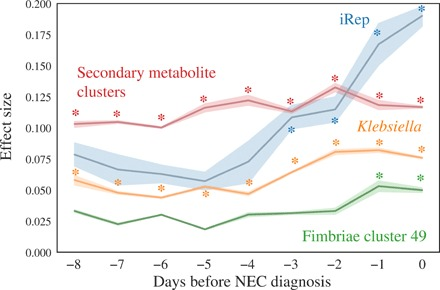 0.200
0.175
0.150
0.125
0.100
0.075
0.050
0.025
0.000
Effect size
iRep
Secondary metabolite
clusters
Klebsiella
Fimbriae cluster 49
* * * * * * * * *
* * * *
* * * * * * * * *
* *
−8 −7 −6 −5 −4 −3 −2 −1 0
Days before NEC diagnosis